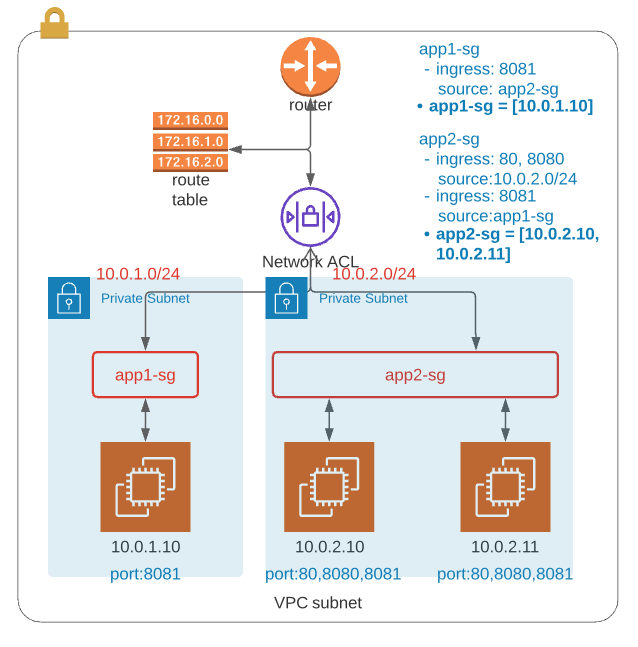 router
172.16.0.0
172.16.1.0
172.16.2.0
route
table
app1-sg
- ingress: 8081
source: app2-sg
• app1-sg = [10.0.1.10]
app2-sg
- ingress: 80, 8080
source:10.0.2.0/24
- ingress: 8081
source:app1-sg
• app2-sg = [10.0.2.10,
10.0.2.11]
Network ACL
10.0.1.0/24
Private Subnet
10.0.2.0/24
Private Subnet
app1-sg
app2-sg
10.0.1.10
port:8081
10.0.2.10
port:80,8080,8081
10.0.2.11
port:80,8080,8081
VPC subnet